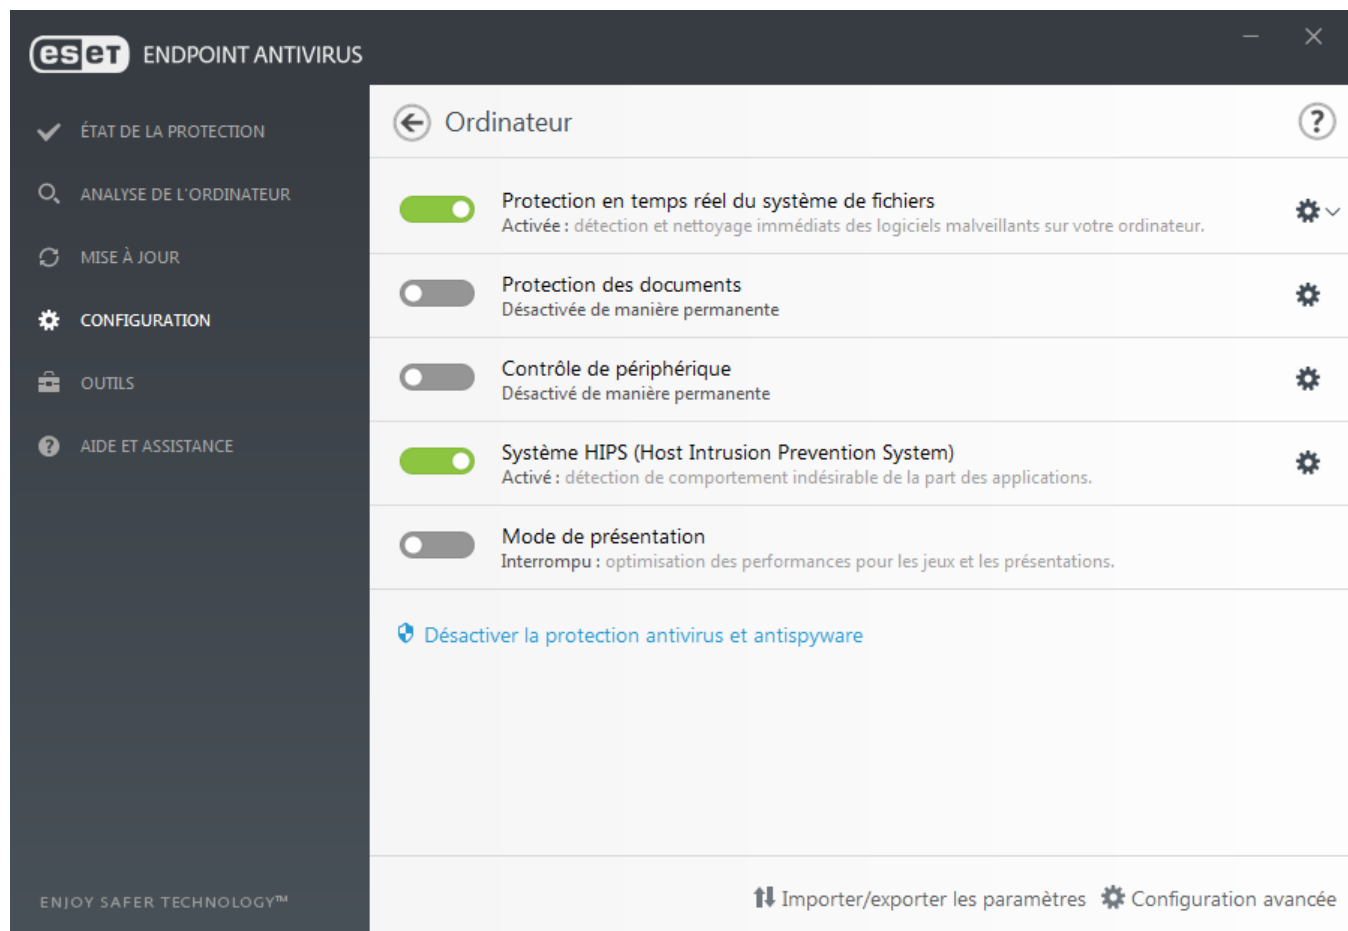 eset ENDPOINT ANTIVIRUS
ÉTAT DE LA PROTECTION
ANALYSE DE L'ORDINATEUR
MISE À JOUR
CONFIGURATION
OUTILS
? AIDE ET ASSISTANCE
ENJOY SAFER TECHNOLOGY™
Ordinateur ?
Protection en temps réel du système de fichiers
Activée : détection et nettoyage immédiats des logiciels malveillants sur votre ordinateur.
Protection des documents
Désactivée de manière permanente
Contrôle de périphérique
Désactivé de manière permanente
Système HIPS (Host Intrusion Prevention System)
Activé : détection de comportement indésirable de la part des applications.
Mode de présentation
Interrompu : optimisation des performances pour les jeux et les présentations.
Désactiver la protection antivirus et antispyware
Importer/exporter les paramètres Configuration avancée